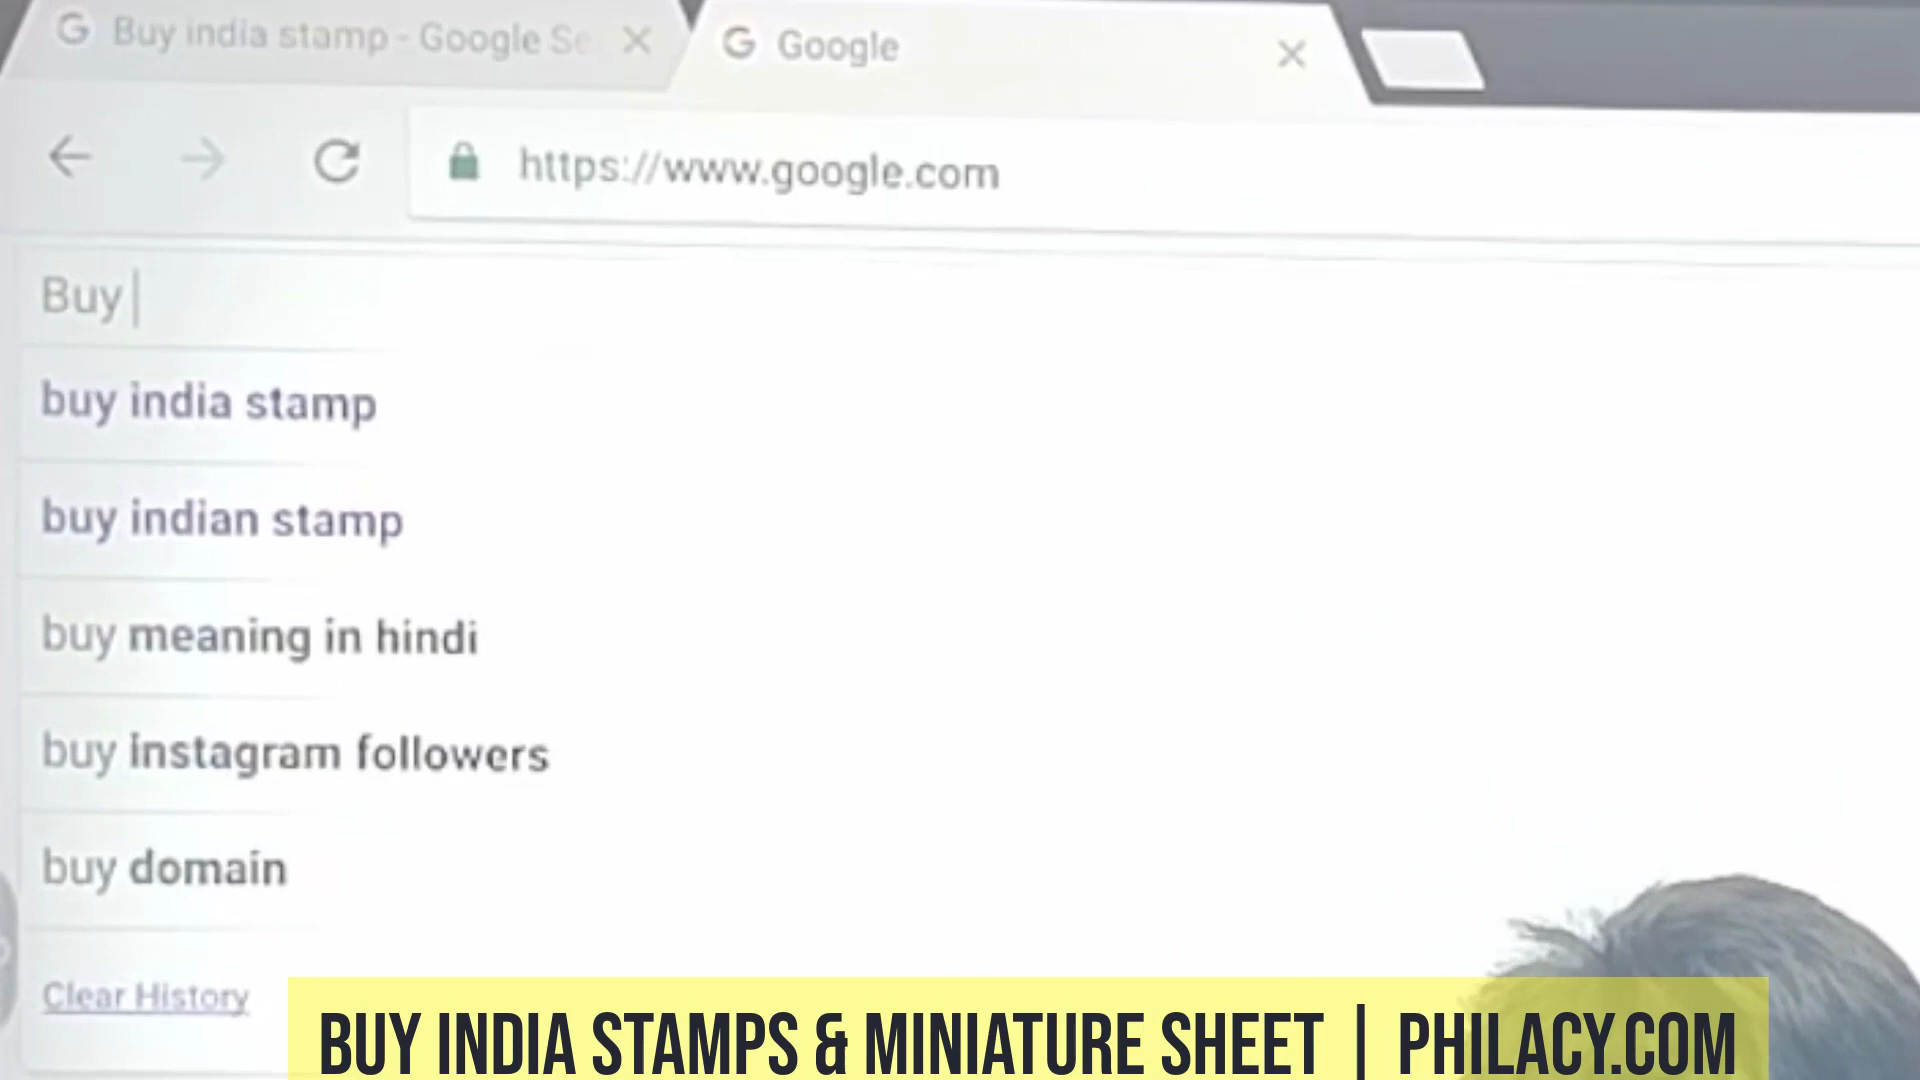 Buy india stamp - Google Se
Google
https://www.google.com
Buy
buy india stamp
buy indian stamp
buy meaning in hindi
buy instagram followers
buy domain
Clear History
BUY INDIA STAMPS & MINIATURE SHEET | PHILACY.COM